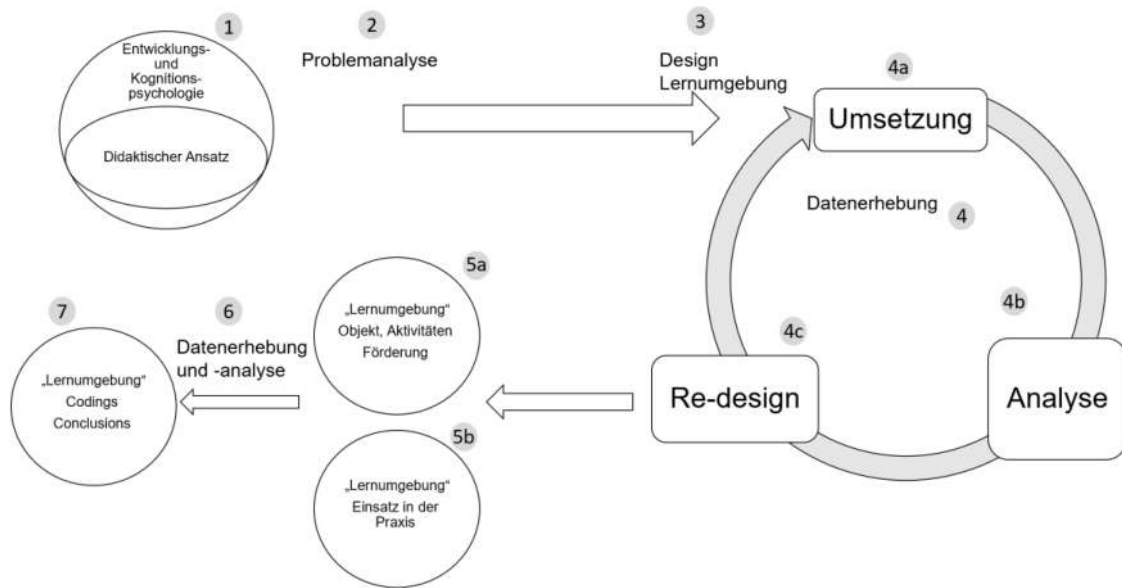 1
Entwicklungs-
und
Kognitions-
psychologie
Didaktischer Ansatz
2
Problemanalyse
3
Design
Lernumgebung
4a
Umsetzung
Datenerhebung 4
4b
Analyse
4c
Re-design
5a
„Lernumgebung“
Objekt, Aktivitäten
Förderung
5b
„Lernumgebung“
Einsatz in der
Praxis
6
Datenerhebung
und -analyse
7
„Lernumgebung“
Codings
Conclusions